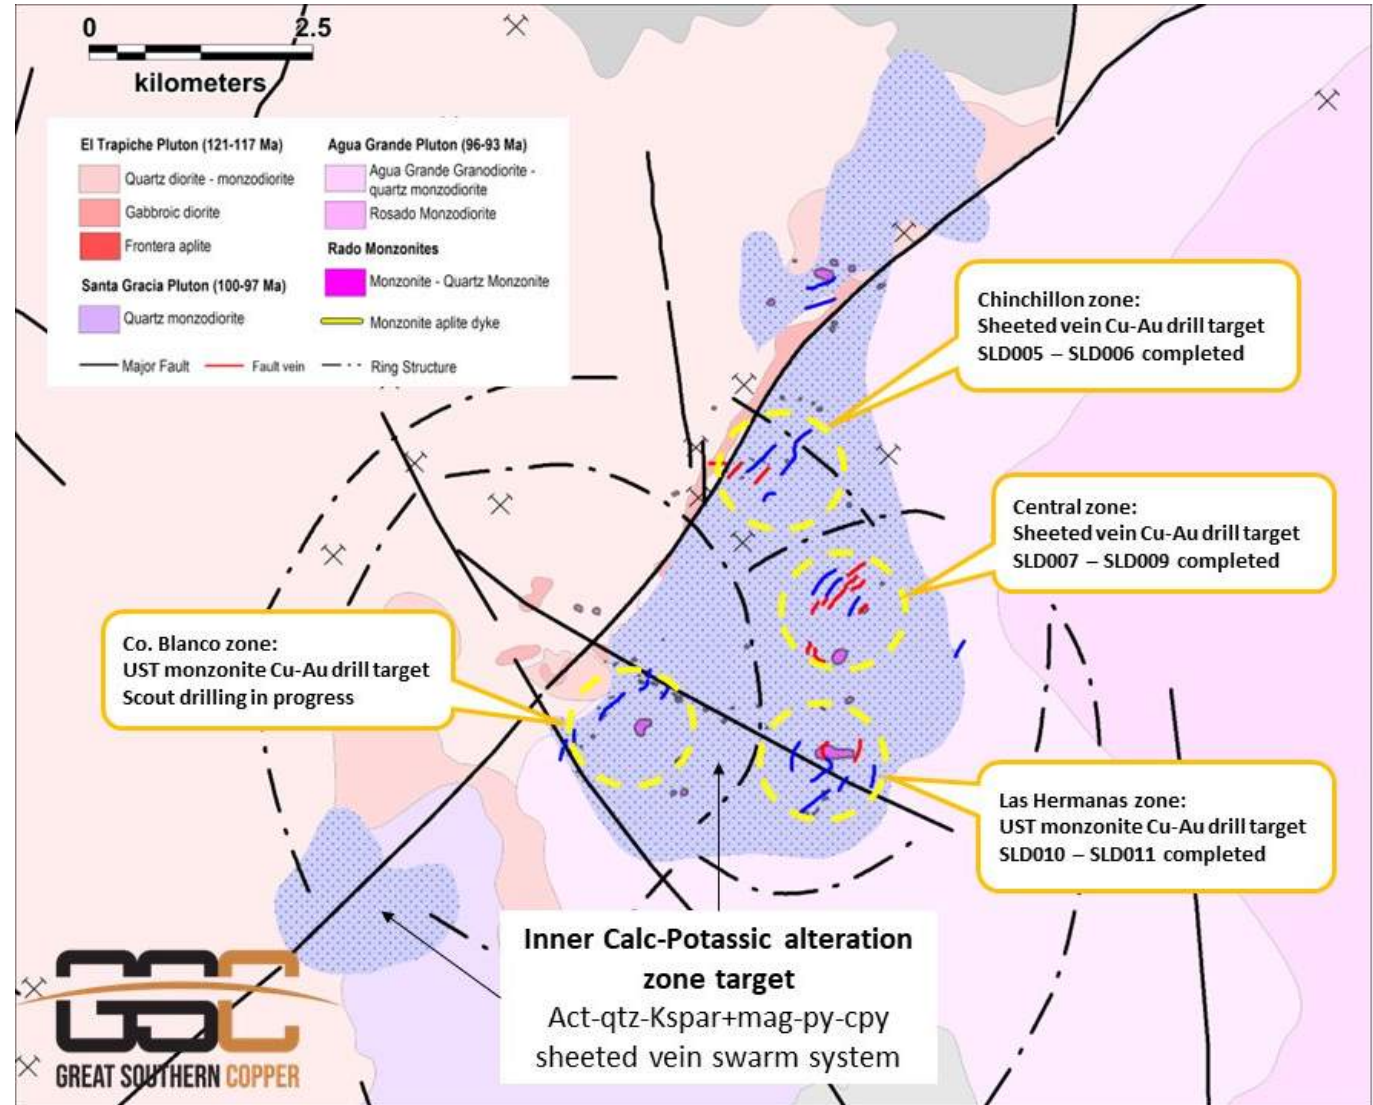 0 2.5
kilometers
El Trapiche Pluton (121-117 Ma)
Quartz diorite - monzodiorite
Gabbroic diorite
Frontera aplite
Santa Gracia Pluton (100-97 Ma)
Quartz monzodiorite
Agua Grande Pluton (96-93 Ma)
Agua Grande Granodiorite -
quartz monzodiorite
Rosado Monzodiorite
Rado Monzonites
Monzonite - Quartz Monzonite
Monzonite aplite dyke
Major Fault
Fault vein
Ring Structure
Chinchillon zone:
Sheeted vein Cu-Au drill target
SLD005 – SLD006 completed
Central zone:
Sheeted vein Cu-Au drill target
SLD007 – SLD009 completed
Co. Blanco zone:
UST monzonite Cu-Au drill target
Scout drilling in progress
Las Hermanas zone:
UST monzonite Cu-Au drill target
SLD010 – SLD011 completed
Inner Calc-Potassic alteration
zone target
Act-qtz-Kspar+mag-py-cpy
sheeted vein swarm system
GSC
GREAT SOUTHERN COPPER